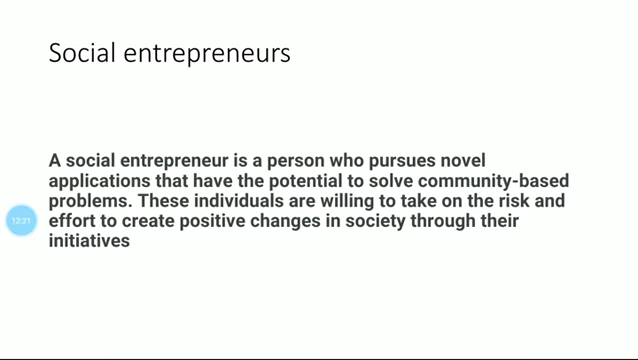 Social entrepreneurs
A social entrepreneur is a person who pursues novel
applications that have the potential to solve community-based
problems. These individuals are willing to take on the risk and
12:21
effort to create positive changes in society through their
initiatives